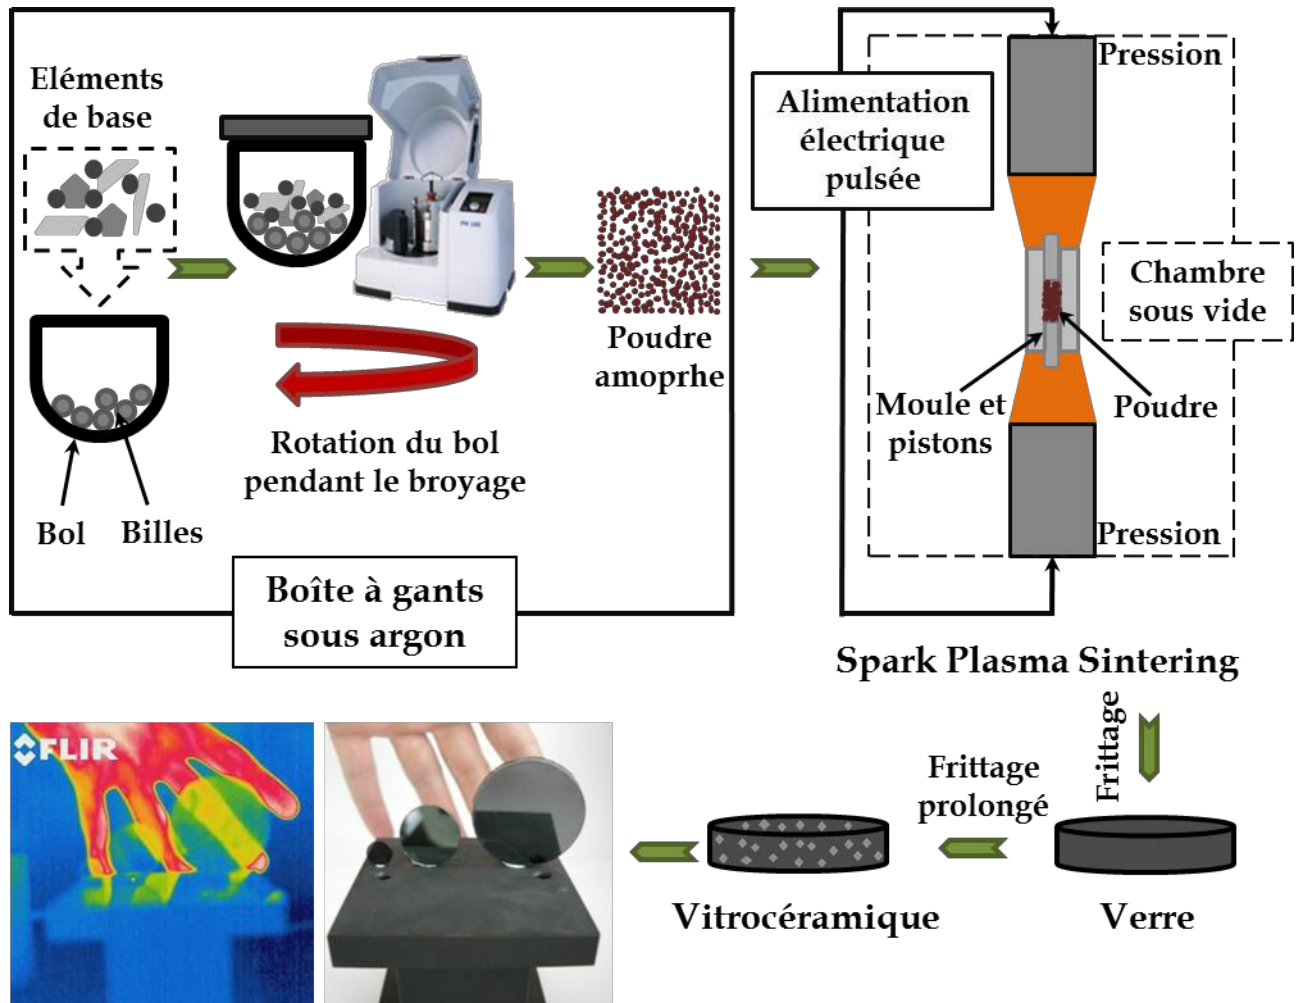 Eléments
de base
Bol
Billes
Rotation du bol
pendant le broyage
Poudre
amoprhe
Boîte à gants
sous argon
Alimentation
électrique
pulsée
Pression
Chambre
sous vide
Moule et
pistons
Poudre
Pression
Spark Plasma Sintering
Frittage
Verre
Frittage
prolongé
Vitrocéramique
FLIR